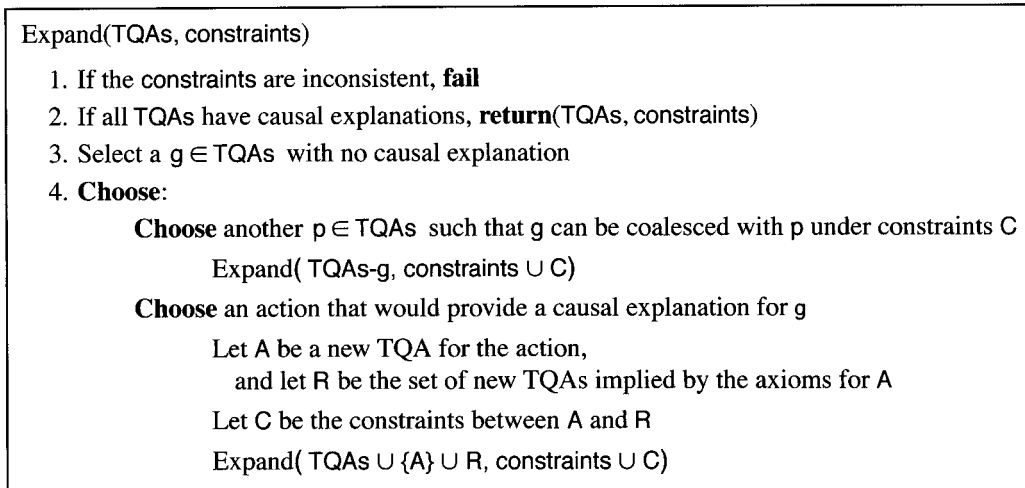 Expand(TQAs, constraints)
1. If the constraints are inconsistent, fail
2. If all TQAs have causal explanations, return(TQAs, constraints)
3. Select a g ∈ TQAs with no causal explanation
4. Choose:
Choose another p ∈ TQAs such that g can be coalesced with p under constraints C
Expand( TQAs-g, constraints ∪ C)
Choose an action that would provide a causal explanation for g
Let A be a new TQA for the action,
and let R be the set of new TQAs implied by the axioms for A
Let C be the constraints between A and R
Expand( TQAs ∪ {A} ∪ R, constraints ∪ C)